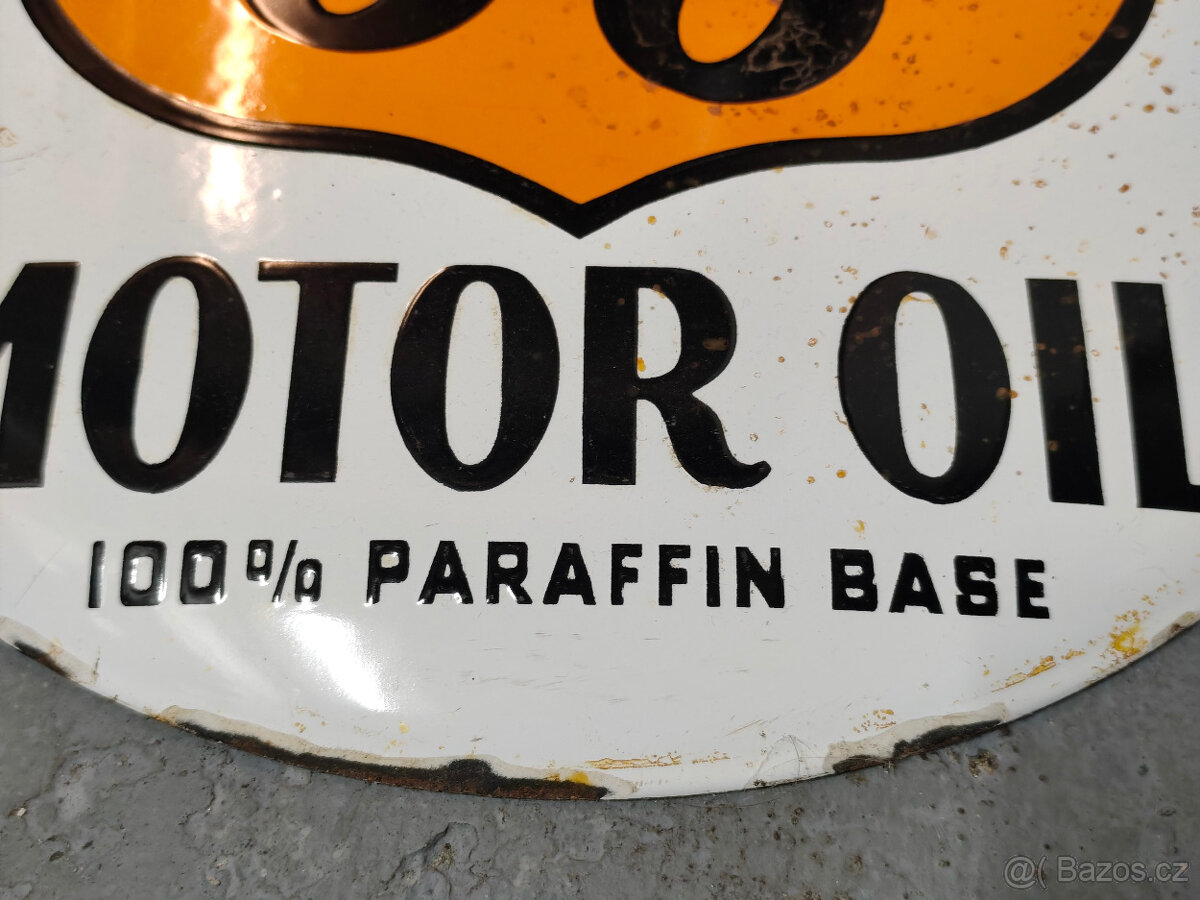 MOTOR OIL
100% PARAFFIN BASE
@( Bazos.cz